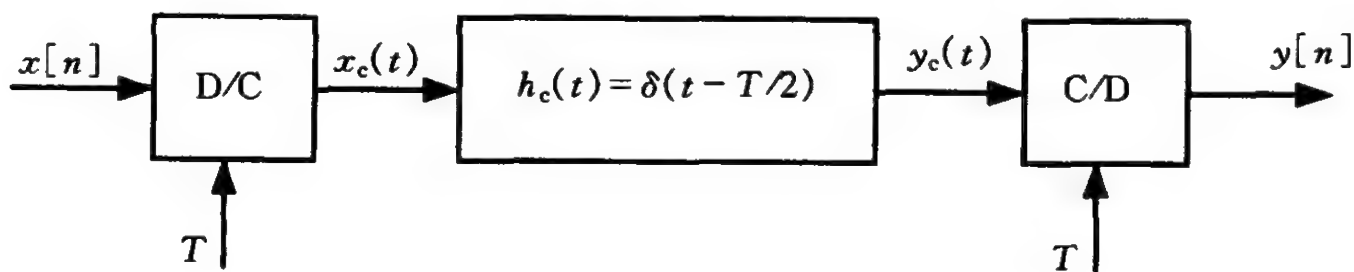 x[n]
D/C
x_c(t)
h_c(t)=δ(t−T/2)
y_c(t)
C/D
y[n]
T
T